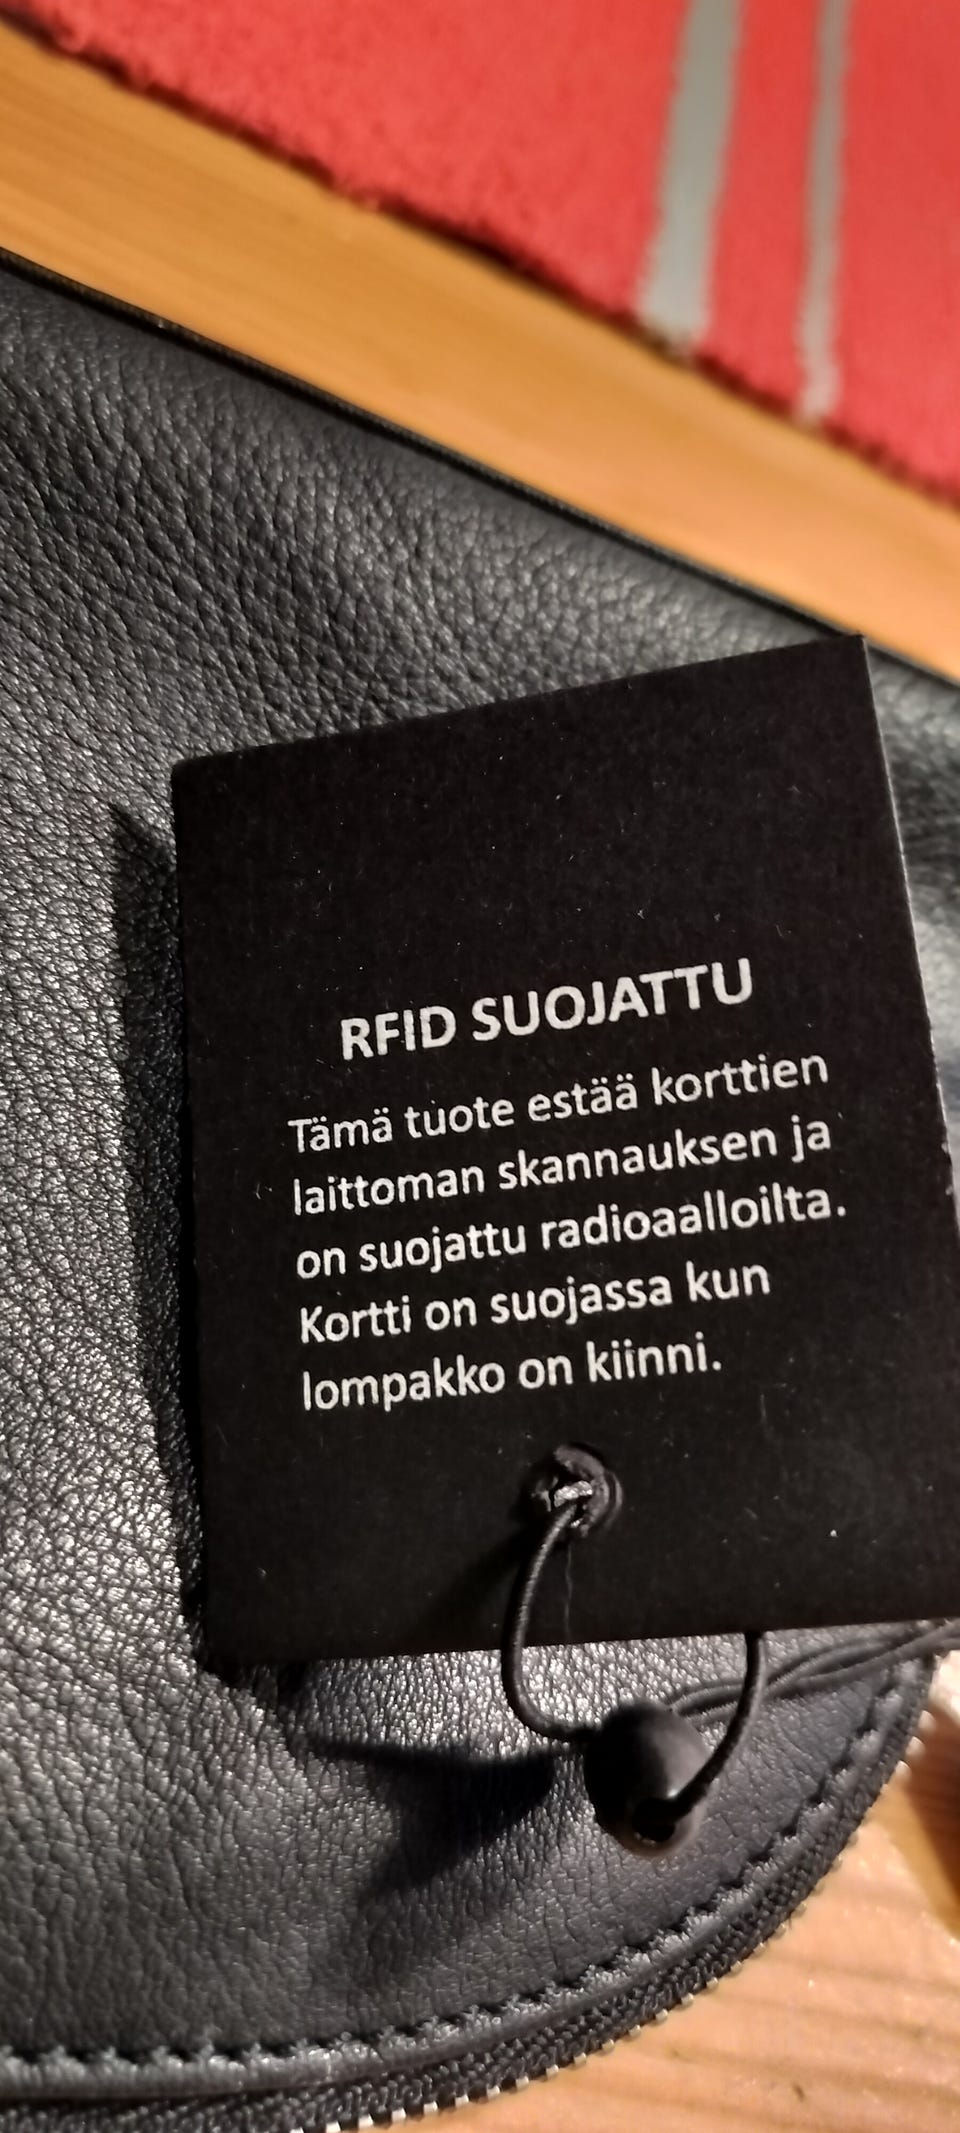 RFID SUOJATTU
Tämä tuote estää korttien
laittoman skannauksen ja
on suojattu radioaalloilta.
Kortti on suojassa kun
lompakko on kiinni.